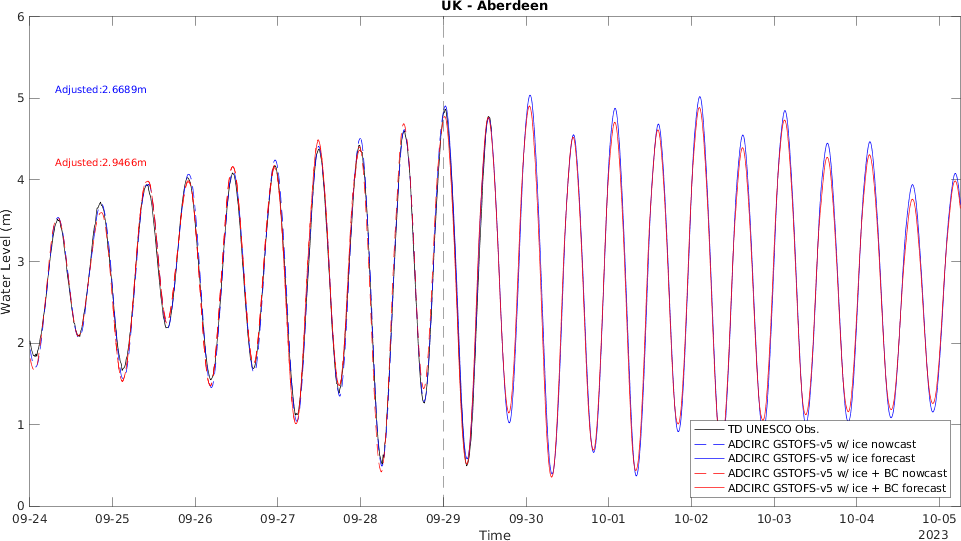 UK - Aberdeen
6
5
4
3
2
1
0
Water Level (m)
Adjusted:2.6689m
Adjusted:2.9466m
TD UNESCO Obs.
ADCIRC GSTOFS-v5 w/ ice nowcast
ADCIRC GSTOFS-v5 w/ ice forecast
ADCIRC GSTOFS-v5 w/ ice + BC nowcast
ADCIRC GSTOFS-v5 w/ ice + BC forecast
09-24 09-25 09-26 09-27 09-28 09-29 09-30 10-01 10-02 10-03 10-04 10-05
Time
2023